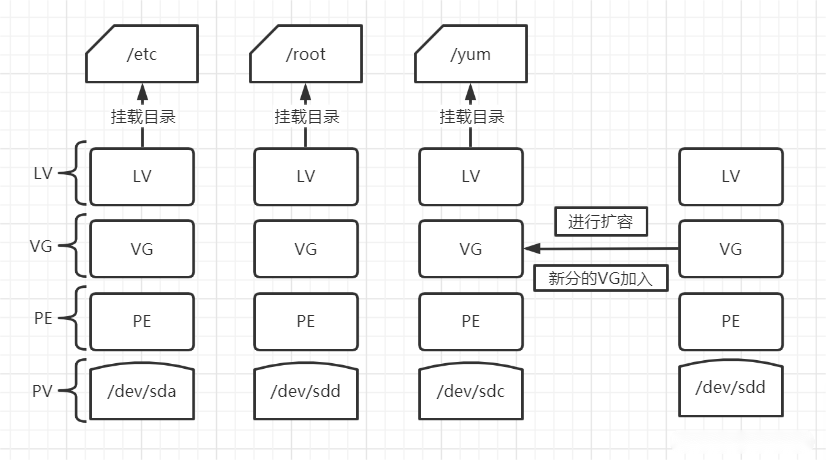 /etc
/root
/yum
挂载目录
挂载目录
挂载目录
LV
LV
LV
LV
LV
进行扩容
VG
VG
VG
VG
VG
新分的VG加入
PE
PE
PE
PE
PE
PV
/dev/sda
/dev/sdd
/dev/sdc
/dev/sdd